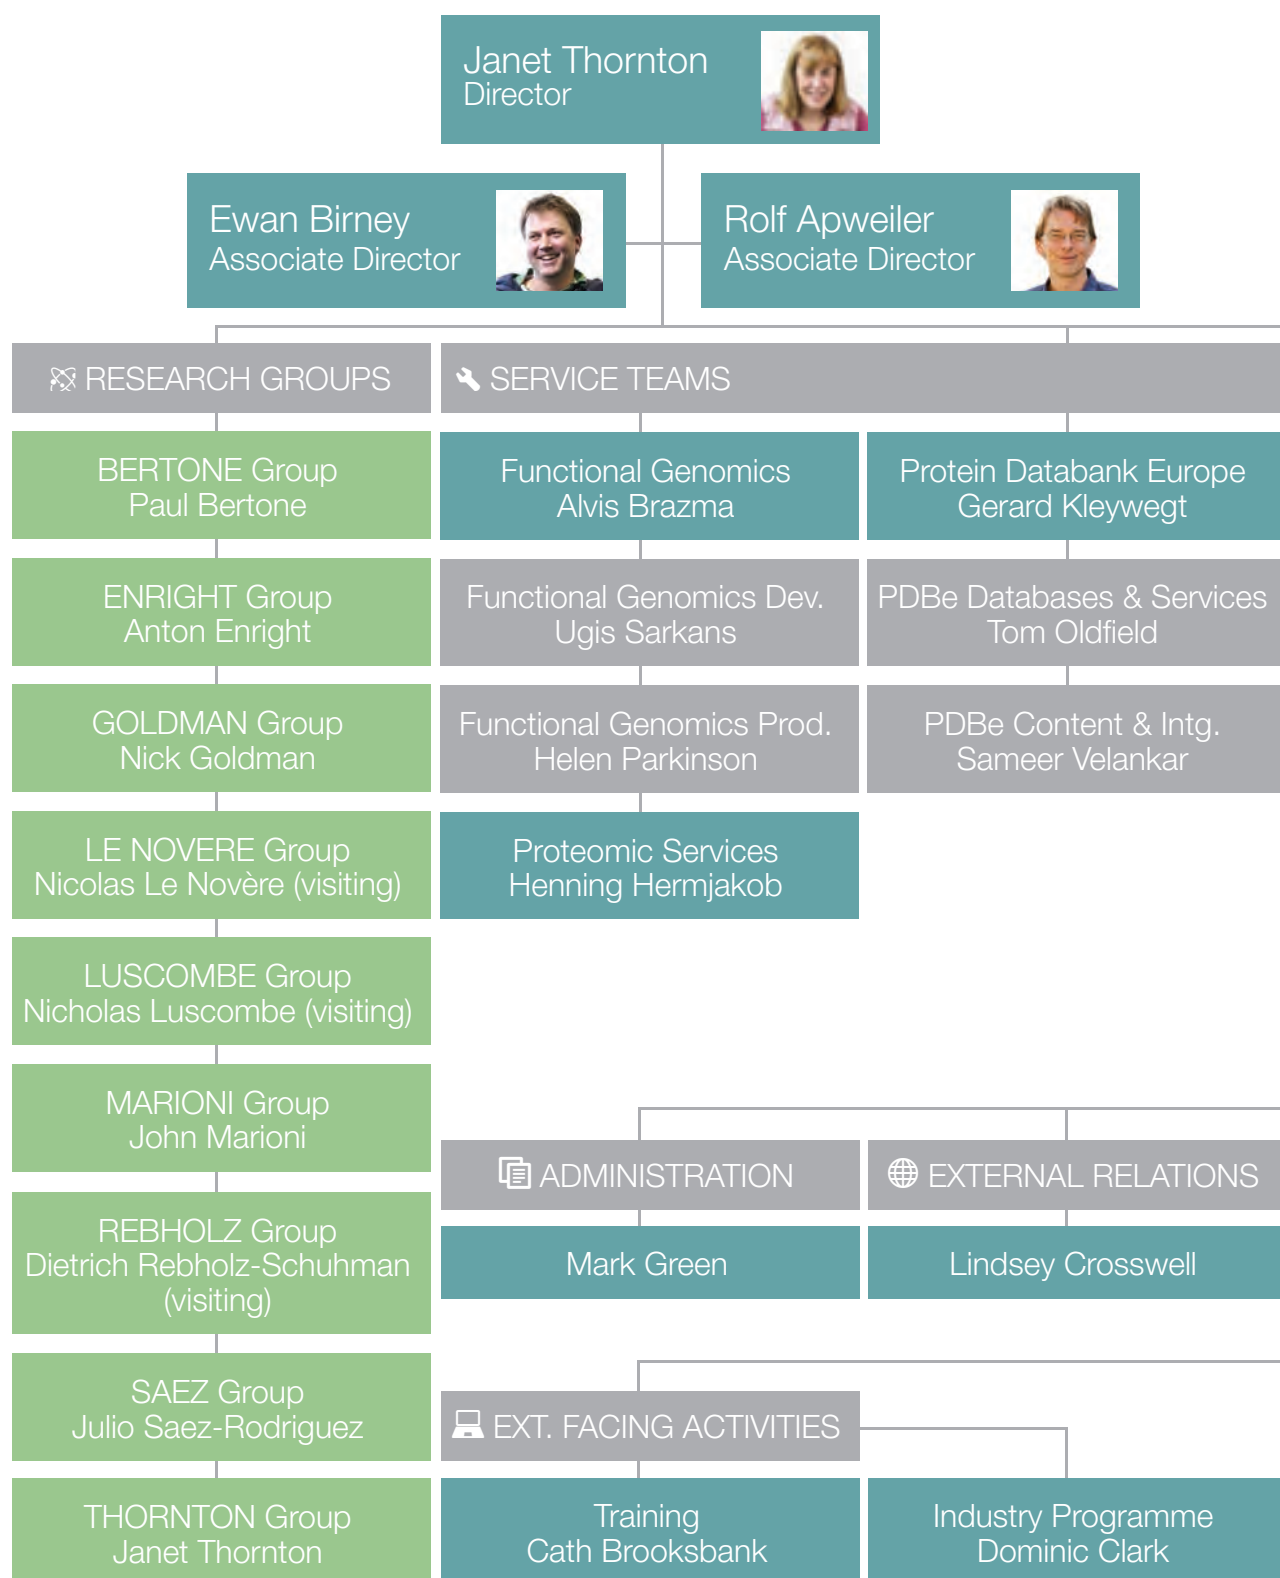 Janet Thornton
Director
Ewan Birney
Associate Director
Rolf Apweiler
Associate Director
RESEARCH GROUPS
BERTONE Group
Paul Bertone
ENRIGHT Group
Anton Enright
GOLDMAN Group
Nick Goldman
LE NOVERE Group
Nicolas Le Novère (visiting)
LUSCOMBE Group
Nicholas Luscombe (visiting)
MARIONI Group
John Marioni
REBHOLZ Group
Dietrich Rebholz-Schuhman
(visiting)
SAEZ Group
Julio Saez-Rodriguez
THORNTON Group
Janet Thornton
SERVICE TEAMS
Functional Genomics
Alvis Brazma
Functional Genomics Dev.
Ugis Sarkans
Functional Genomics Prod.
Helen Parkinson
Proteomic Services
Henning Hermjakob
Protein Databank Europe
Gerard Kleywegt
PDBe Databases & Services
Tom Oldfield
PDBe Content & Intg.
Sameer Velankar
ADMINISTRATION
Mark Green
EXTERNAL RELATIONS
Lindsey Crosswell
EXT. FACING ACTIVITIES
Training
Cath Brooksbank
Industry Programme
Dominic Clark